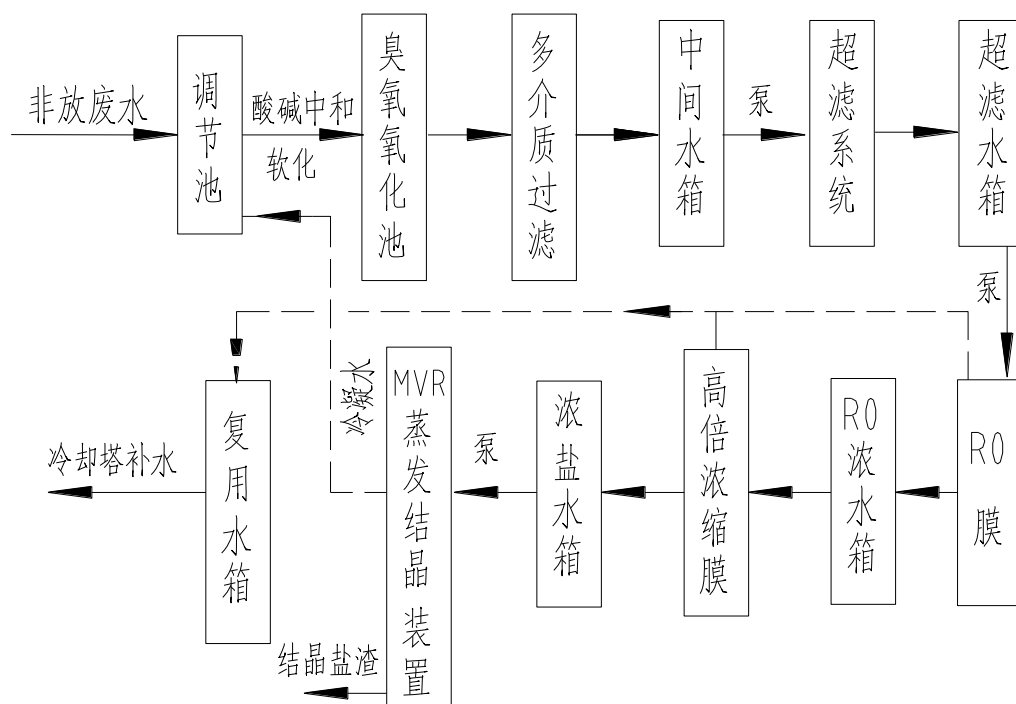 非放废水
调节池
酸碱中和
软化
臭氧氧化池
多介质过滤
中间水箱
泵
超滤系统
超滤水箱
泵
RO膜
RO浓水箱
高倍浓缩膜
浓盐水箱
泵
MVR蒸发结晶装置
冷凝水
复用水箱
冷却塔补水
结晶盐渣